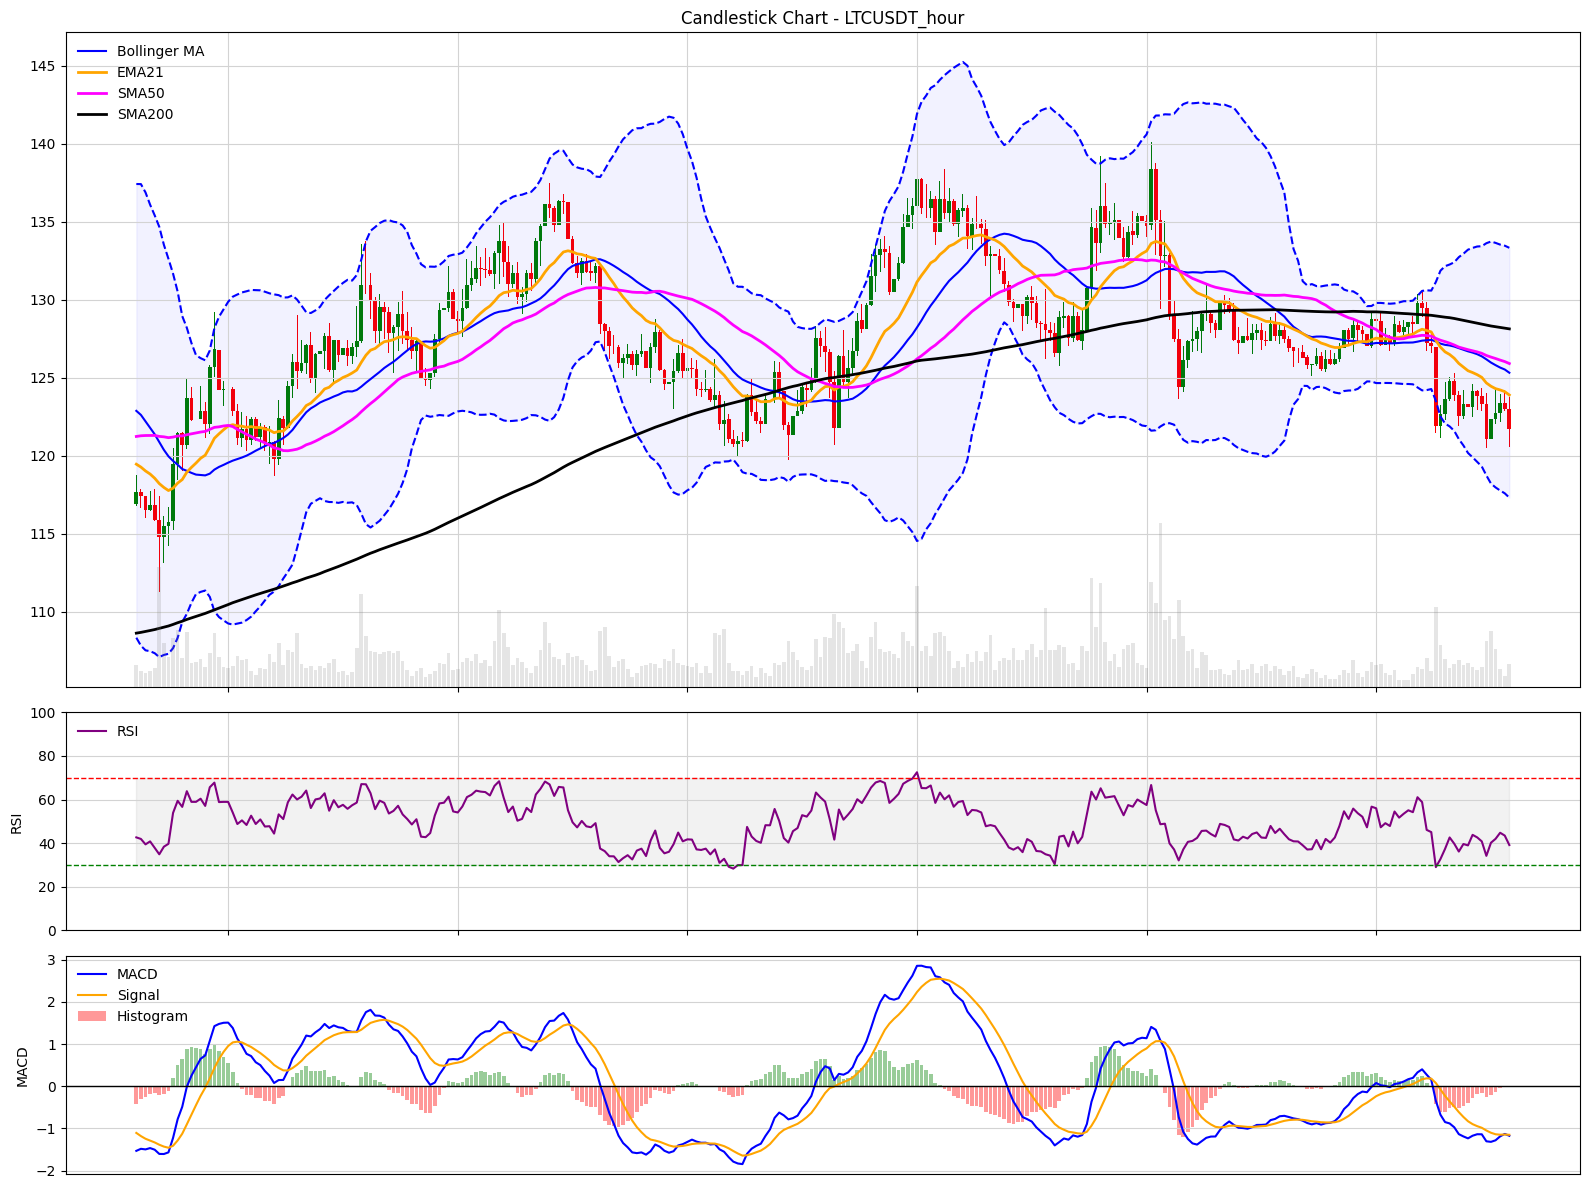 Candlestick Chart - LTCUSDT_hour
Bollinger MA
EMA21
SMA50
SMA200
145
140
135
130
125
120
115
110
RSI
100
80
60
40
20
0
RSI
MACD
Signal
Histogram
3
2
1
0
−1
−2
MACD